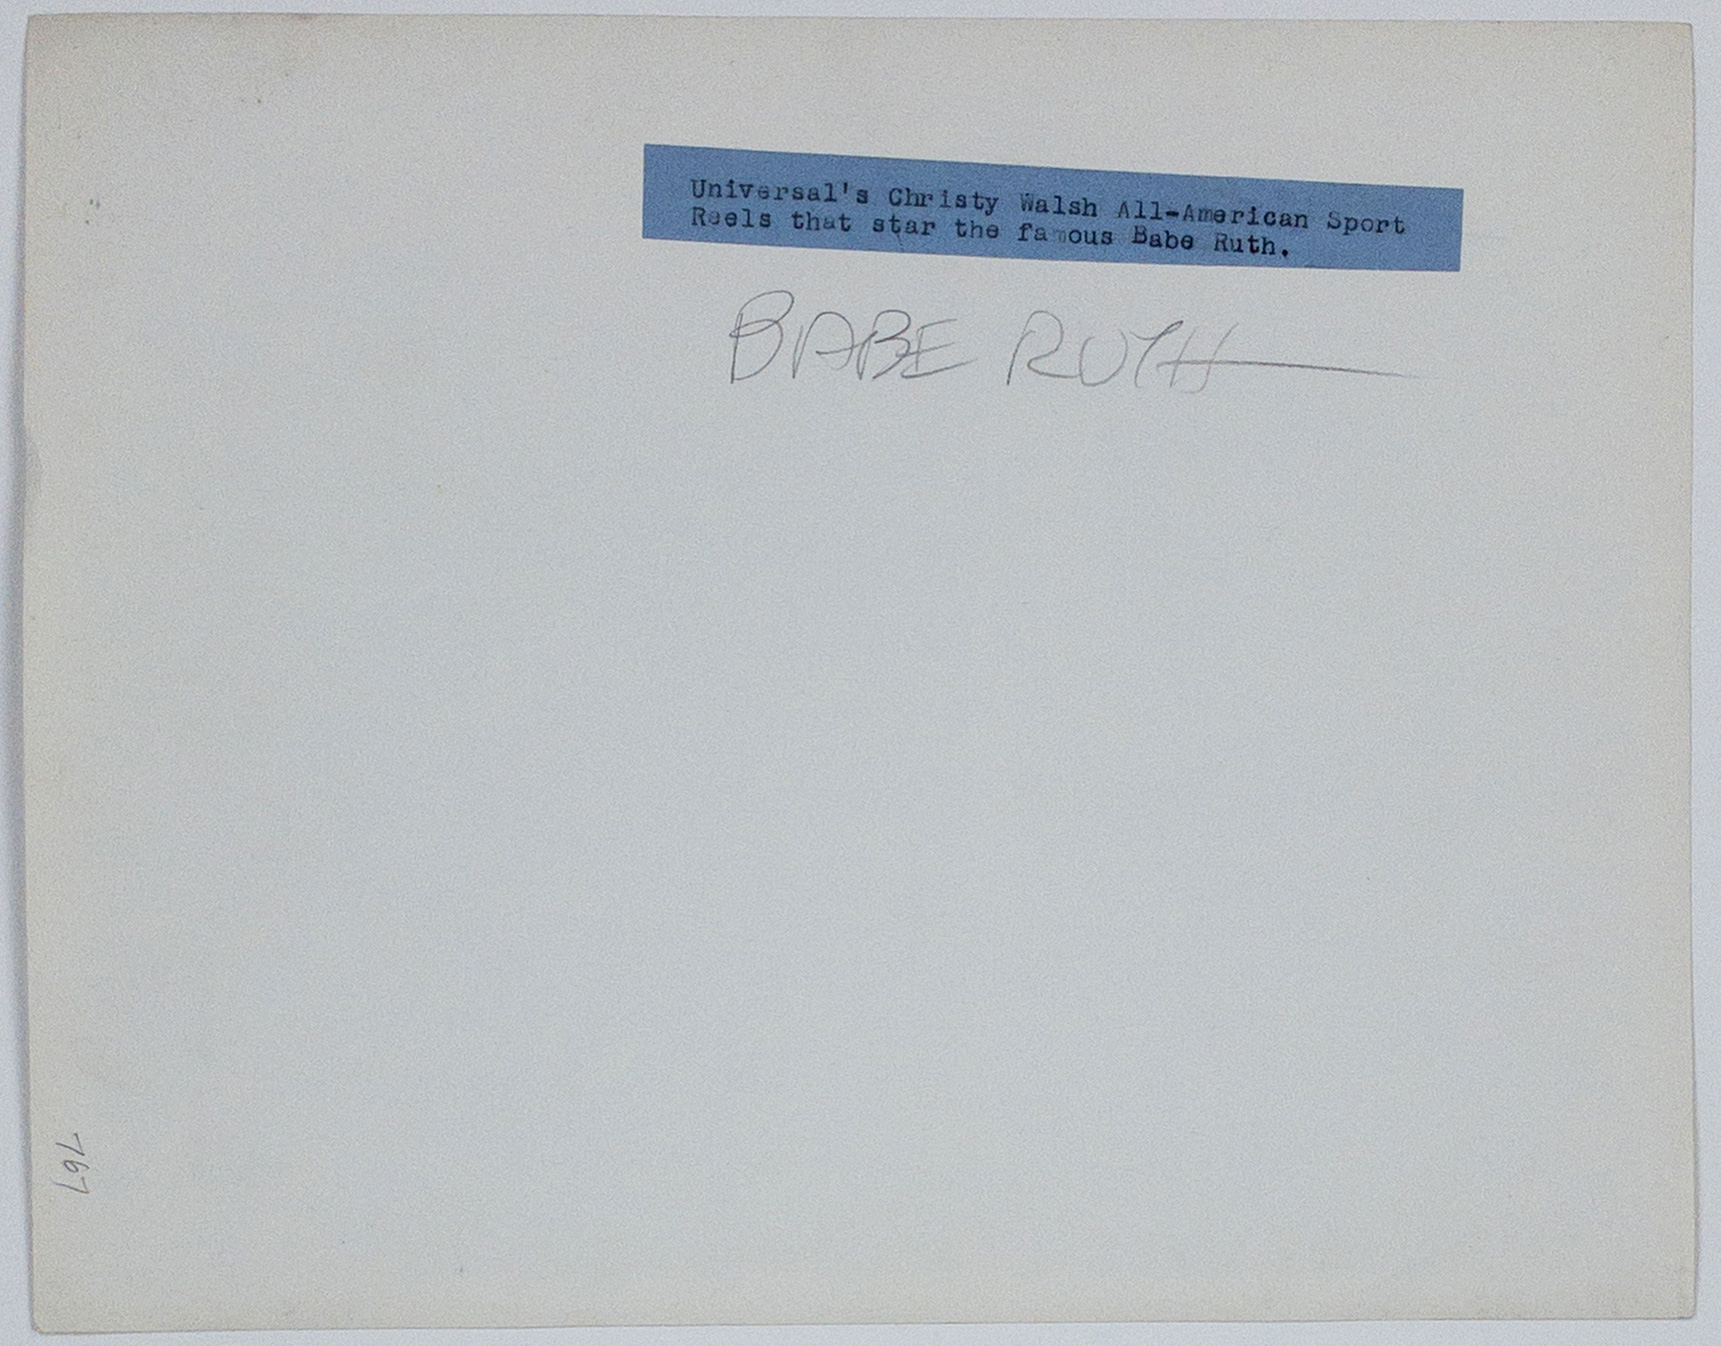 Universal's Christy Walsh All-American Sport
Reels that star the famous Babe Ruth.
BABE RUTH
767